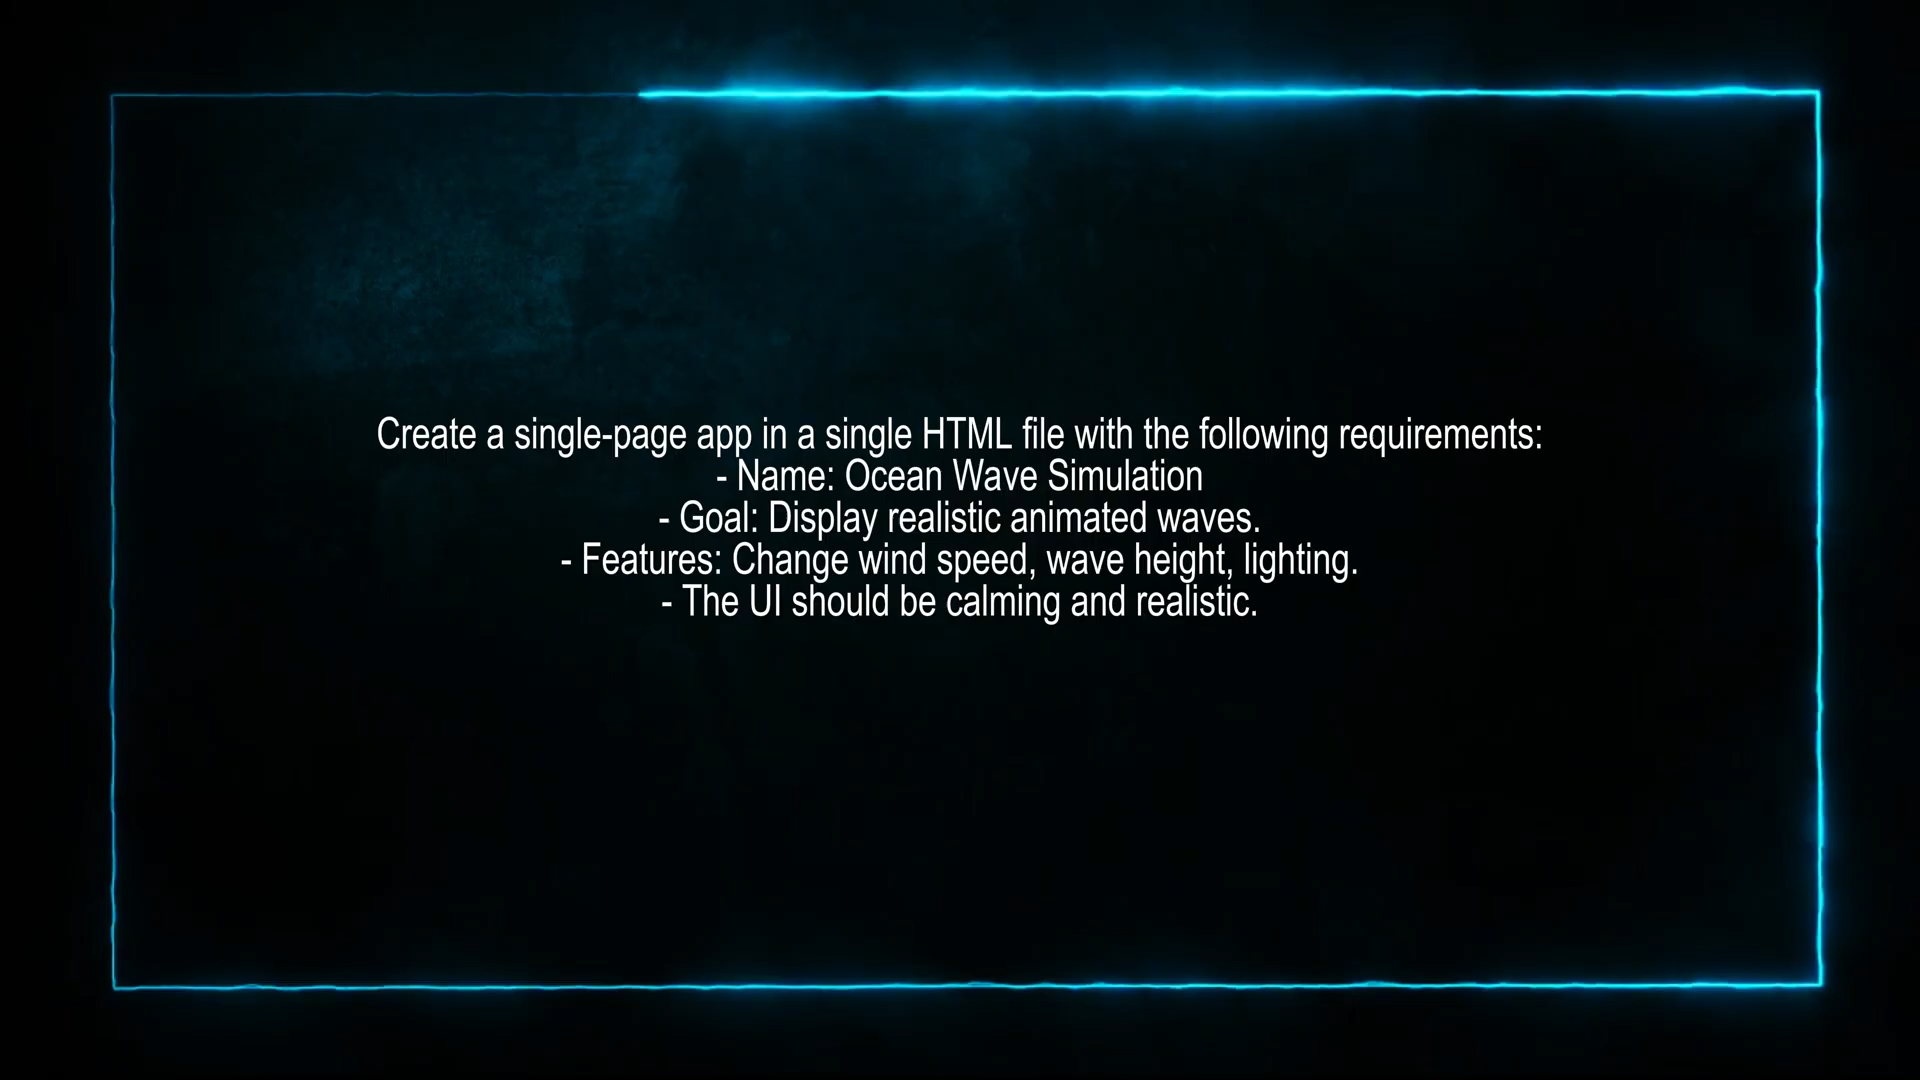 Create a single-page app in a single HTML file with the following requirements:
- Name: Ocean Wave Simulation
- Goal: Display realistic animated waves.
- Features: Change wind speed, wave height, lighting.
- The UI should be calming and realistic.